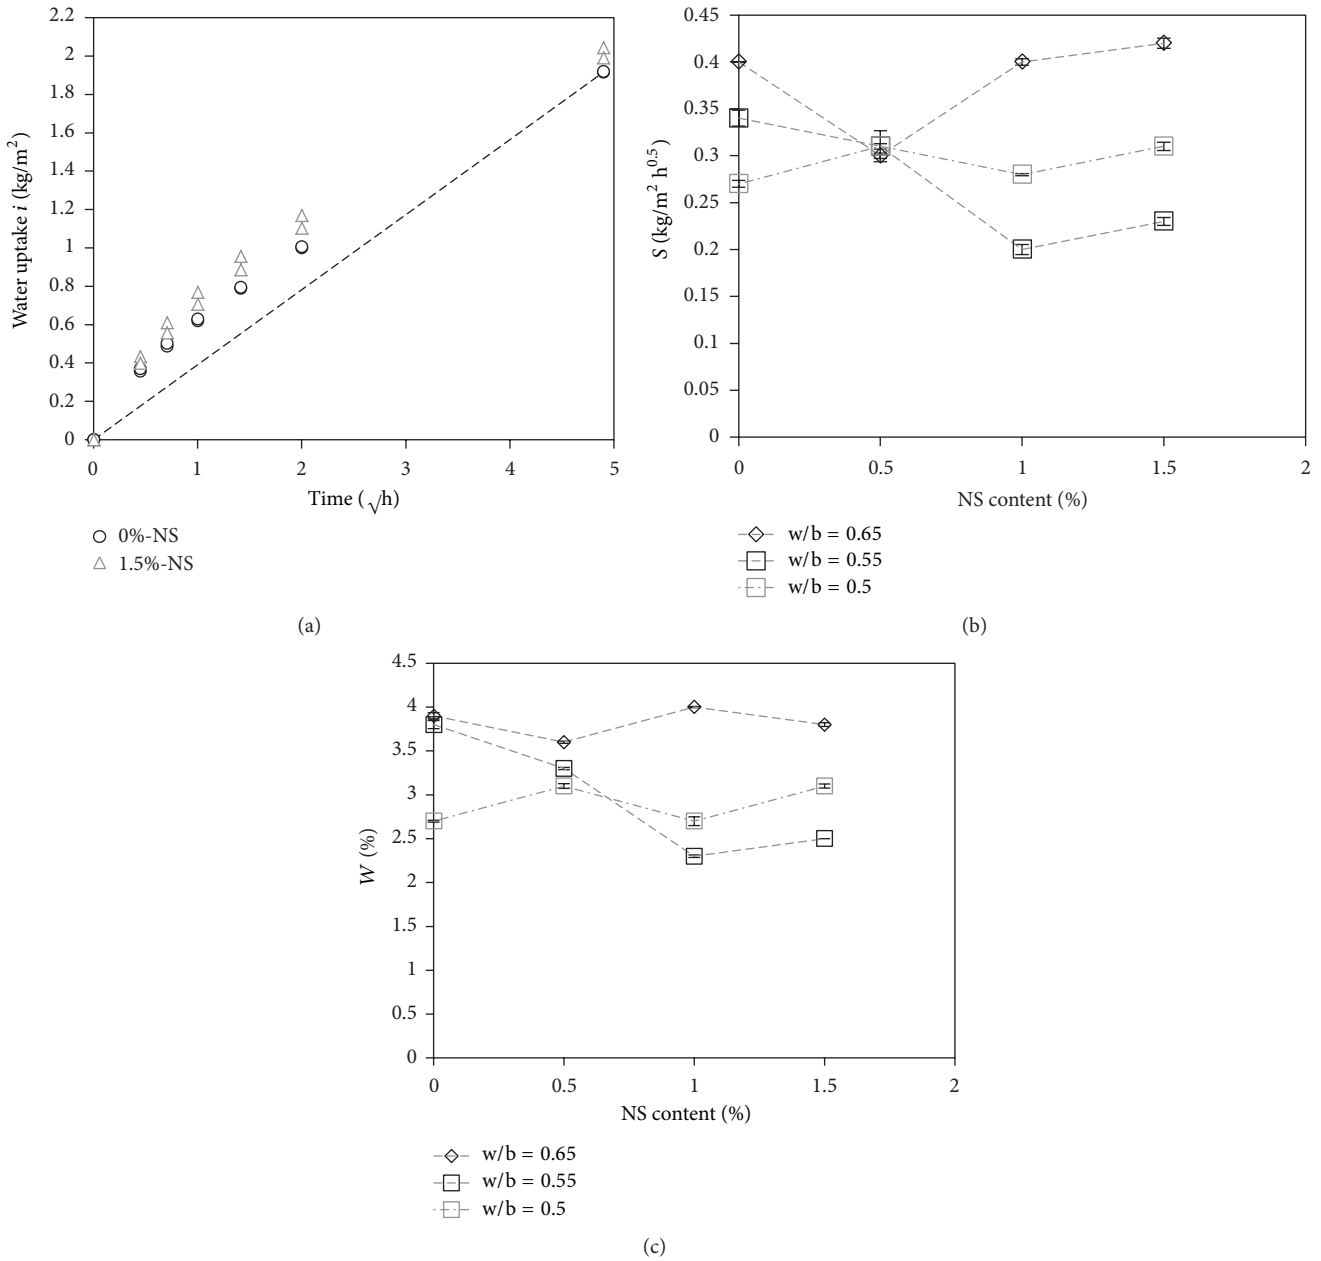 2.2
2
1.8
1.6
1.4
1.2
1
0.8
0.6
0.4
0.2
0
Water uptake i (kg/m²)
0 1 2 3 4 5
Time (√h)
0%-NS
1.5%-NS
(a)
0.45
0.4
0.35
0.3
0.25
0.2
0.15
0.1
0.05
0
S (kg/m² h^0.5)
0 0.5 1 1.5 2
NS content (%)
w/b = 0.65
w/b = 0.55
w/b = 0.5
(b)
4.5
4
3.5
3
2.5
2
1.5
1
0.5
0
W (%)
0 0.5 1 1.5 2
NS content (%)
w/b = 0.65
w/b = 0.55
w/b = 0.5
(c)